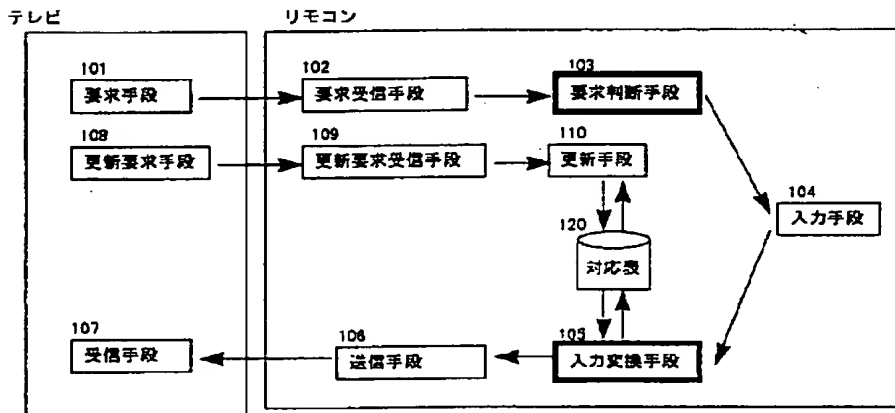 テレビ
リモコン
101
要求手段
102
要求受信手段
103
要求判断手段
108
更新要求手段
109
更新要求受信手段
110
更新手段
104
入力手段
120
対応表
107
受信手段
106
送信手段
105
入力変換手段